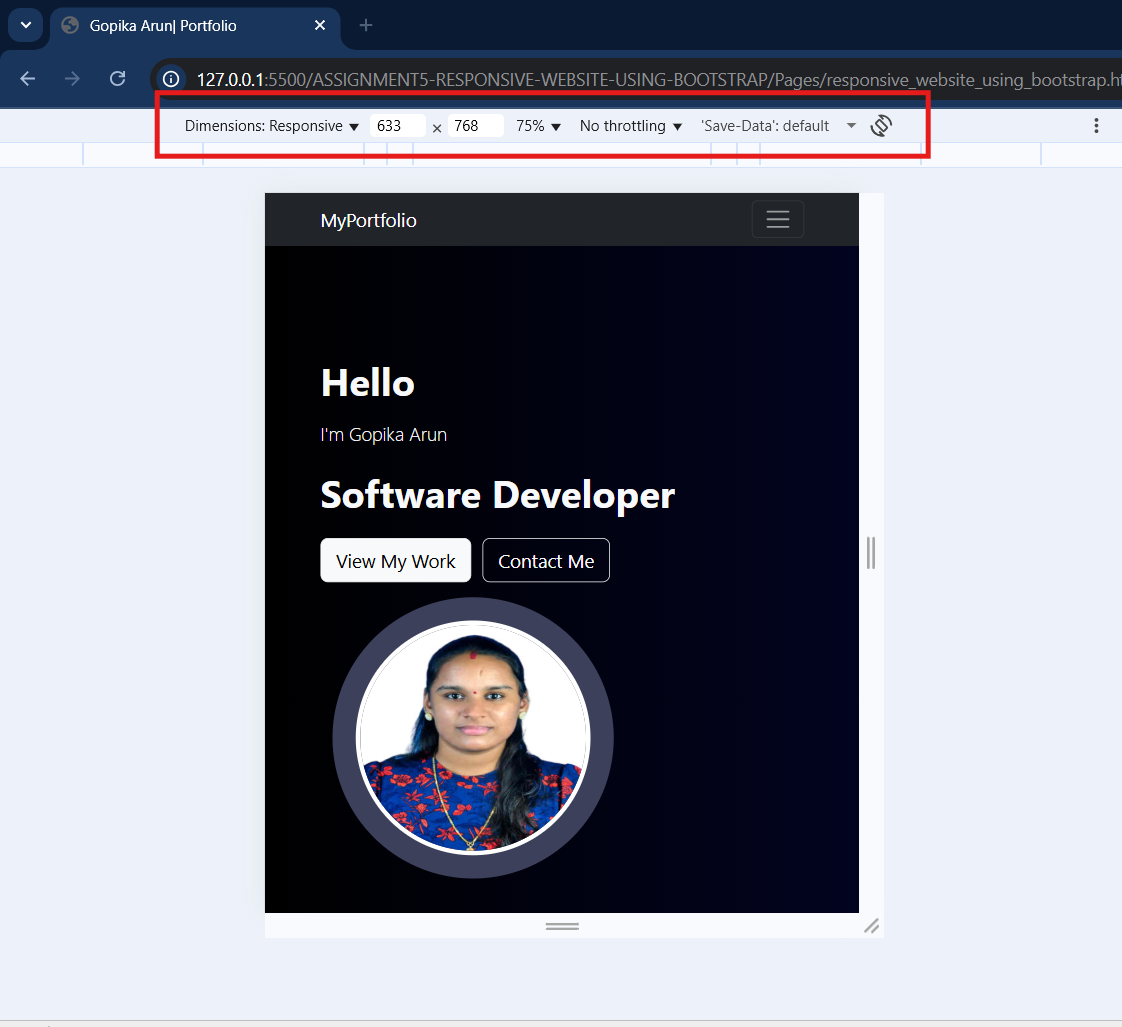 Gopika Arun| Portfolio
127.0.0.1:5500/ASSIGNMENT5-RESPONSIVE-WEBSITE-USING-BOOTSTRAP/Pages/responsive_website_using_bootstrap.ht
Dimensions: Responsive 633 × 768 75% No throttling 'Save-Data': default
MyPortfolio
Hello
I'm Gopika Arun
Software Developer
View My Work Contact Me